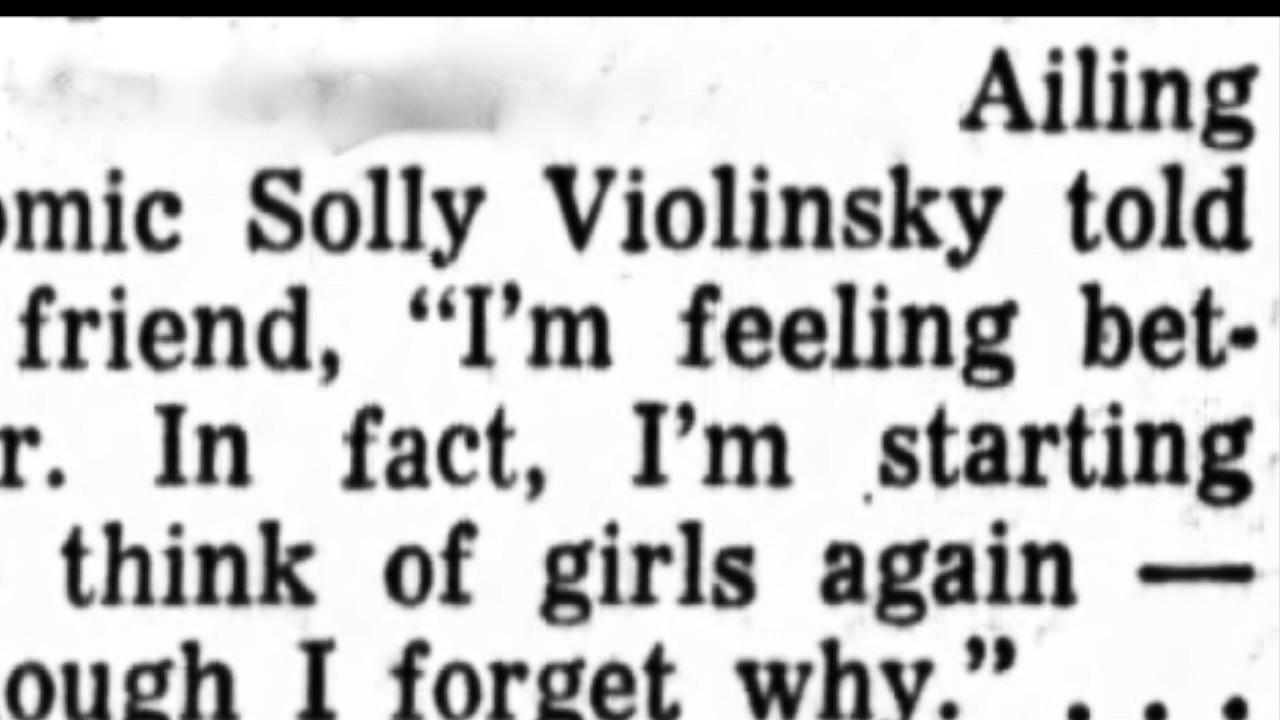 Ailing
omic Solly Violinsky told
friend, “I’m feeling bet-
r. In fact, I’m starting
think of girls again —
ough I forget why.” . . .